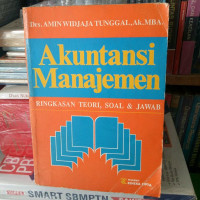 Drs. AMIN WIDJAJA TUNGGAL, Ak. MBA.
Akuntansi
Manajemen
RINGKASAN TEORI, SOAL & JAWAB
SMART SBMPTN